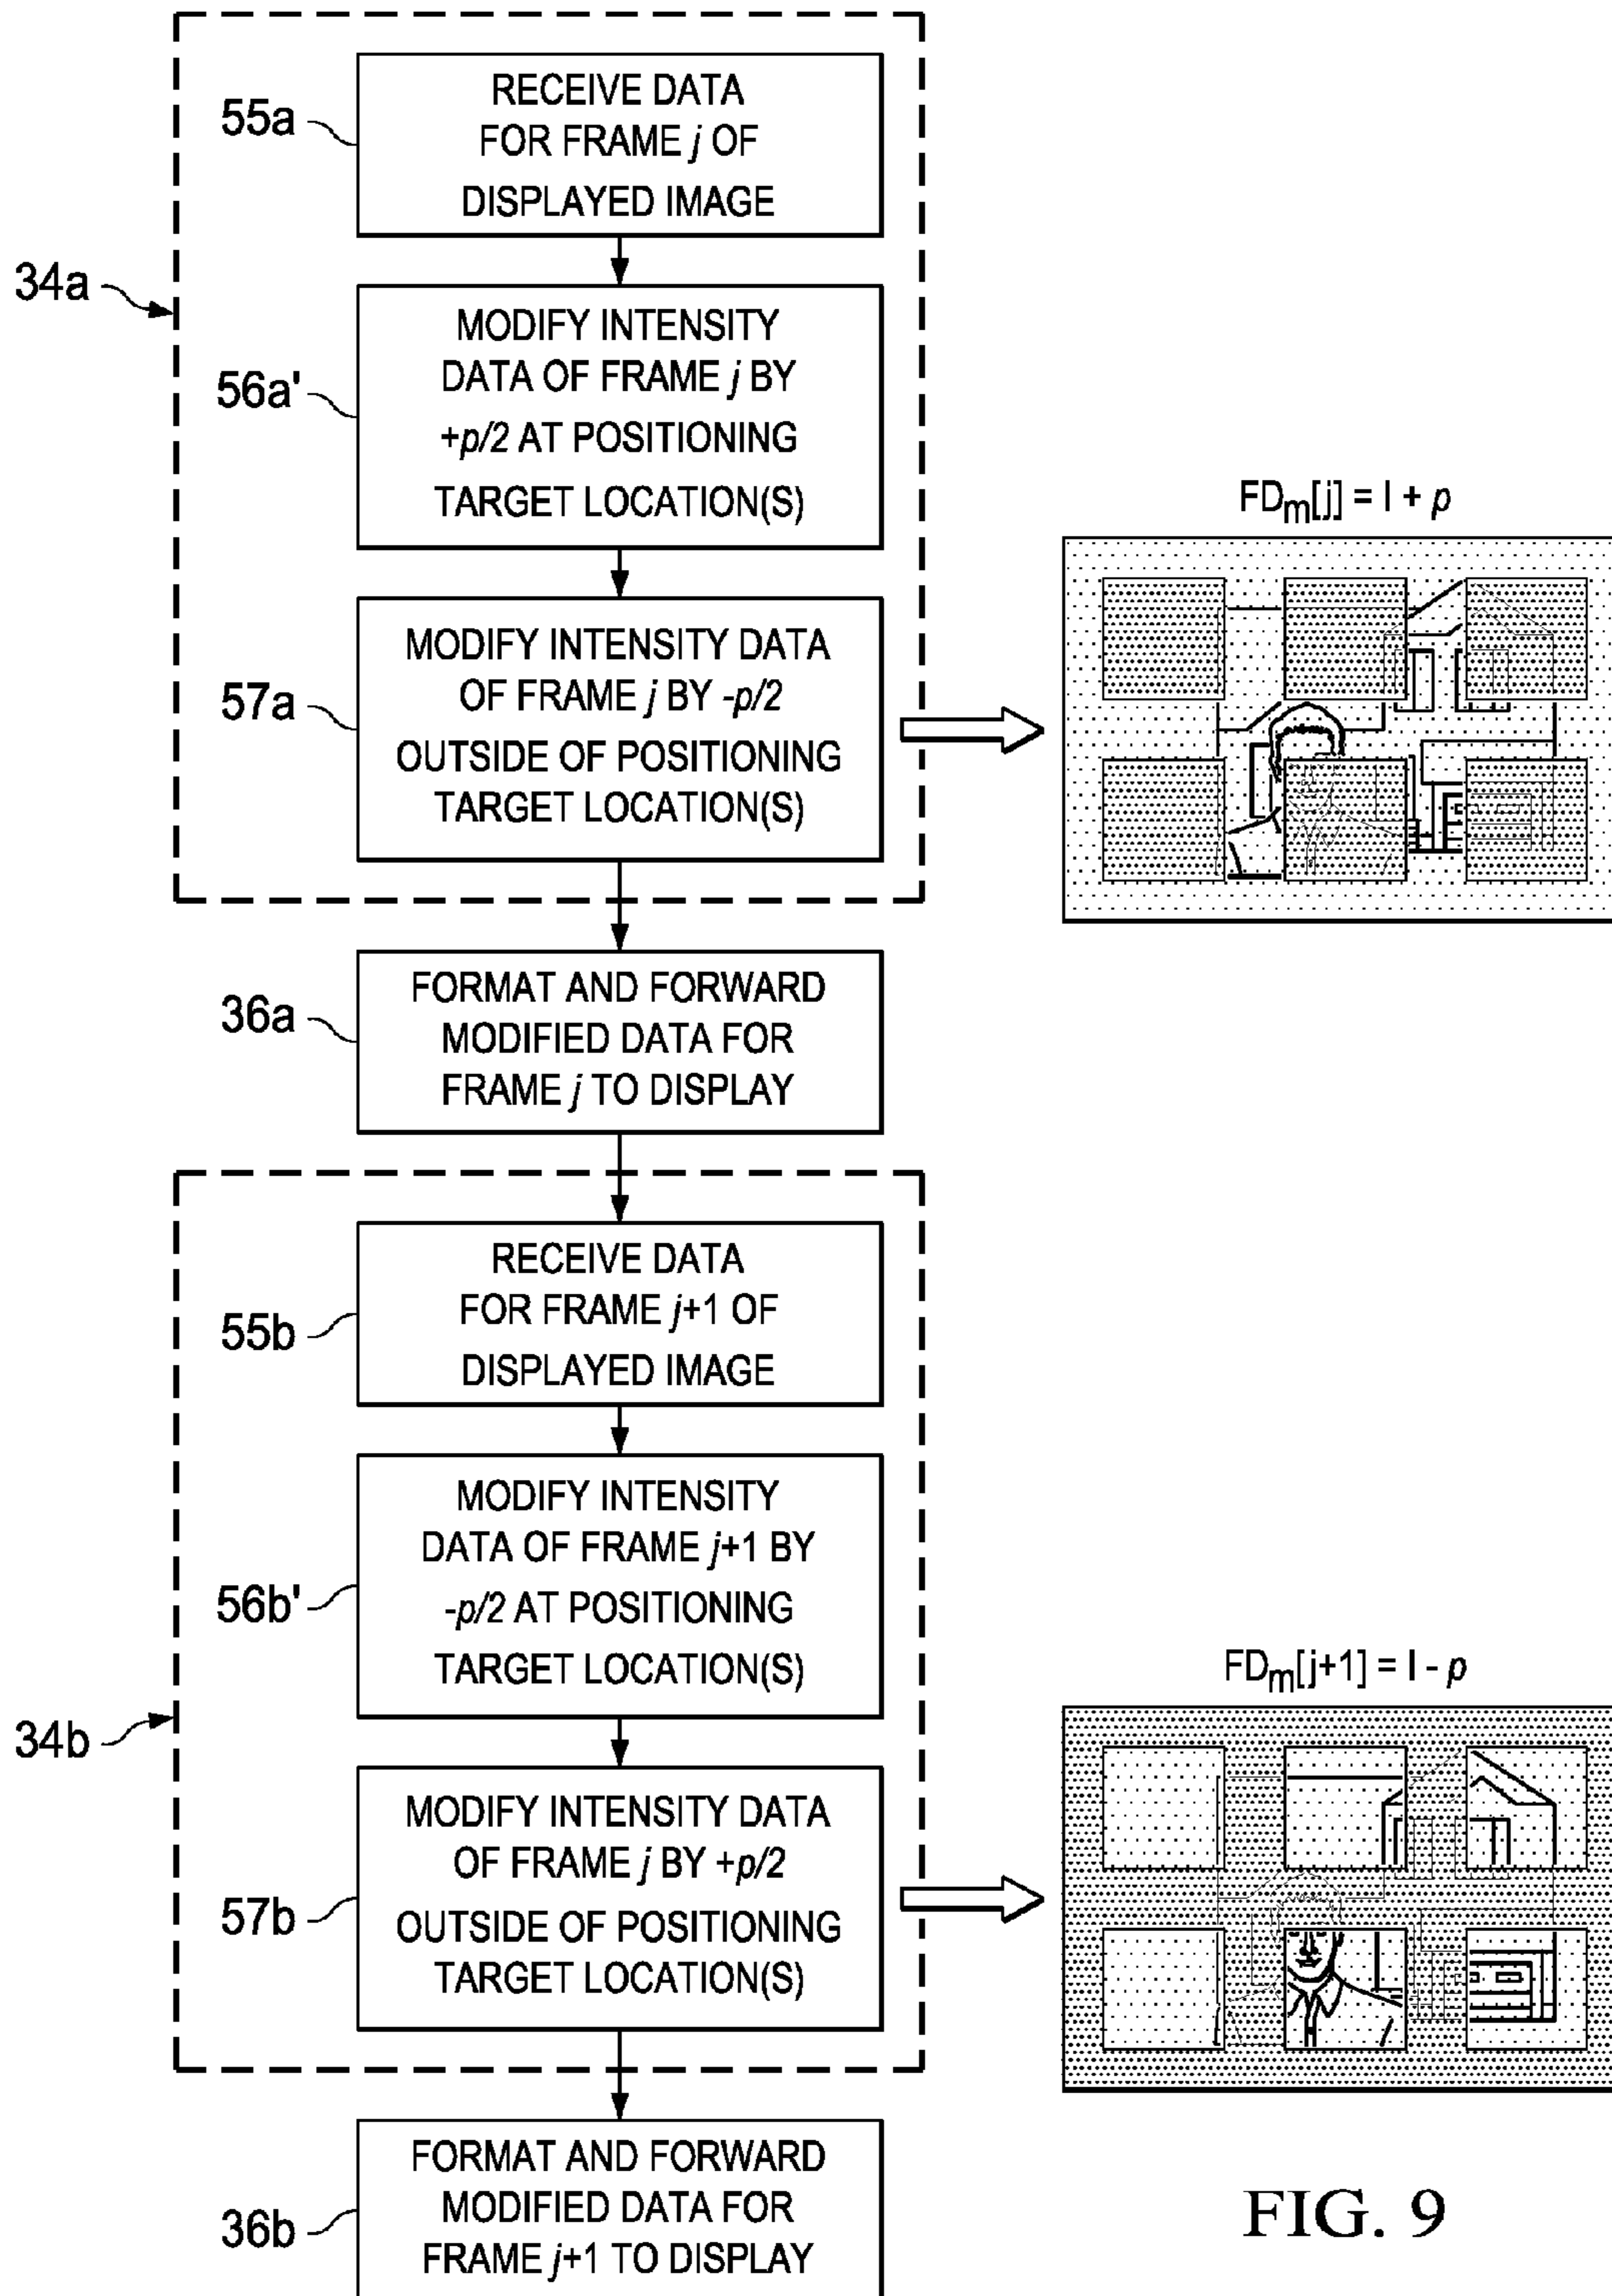 55a
RECEIVE DATA
FOR FRAME j OF
DISPLAYED IMAGE
34a
56a'
MODIFY INTENSITY
DATA OF FRAME j BY
+p/2 AT POSITIONING
TARGET LOCATION(S)
57a
MODIFY INTENSITY DATA
OF FRAME j BY -p/2
OUTSIDE OF POSITIONING
TARGET LOCATION(S)
FDm[j] = I + p
36a
FORMAT AND FORWARD
MODIFIED DATA FOR
FRAME j TO DISPLAY
55b
RECEIVE DATA
FOR FRAME j+1 OF
DISPLAYED IMAGE
56b'
MODIFY INTENSITY
DATA OF FRAME j+1 BY
-p/2 AT POSITIONING
TARGET LOCATION(S)
34b
57b
MODIFY INTENSITY DATA
OF FRAME j BY +p/2
OUTSIDE OF POSITIONING
TARGET LOCATION(S)
FDm[j+1] = I - p
36b
FORMAT AND FORWARD
MODIFIED DATA FOR
FRAME j+1 TO DISPLAY
FIG. 9